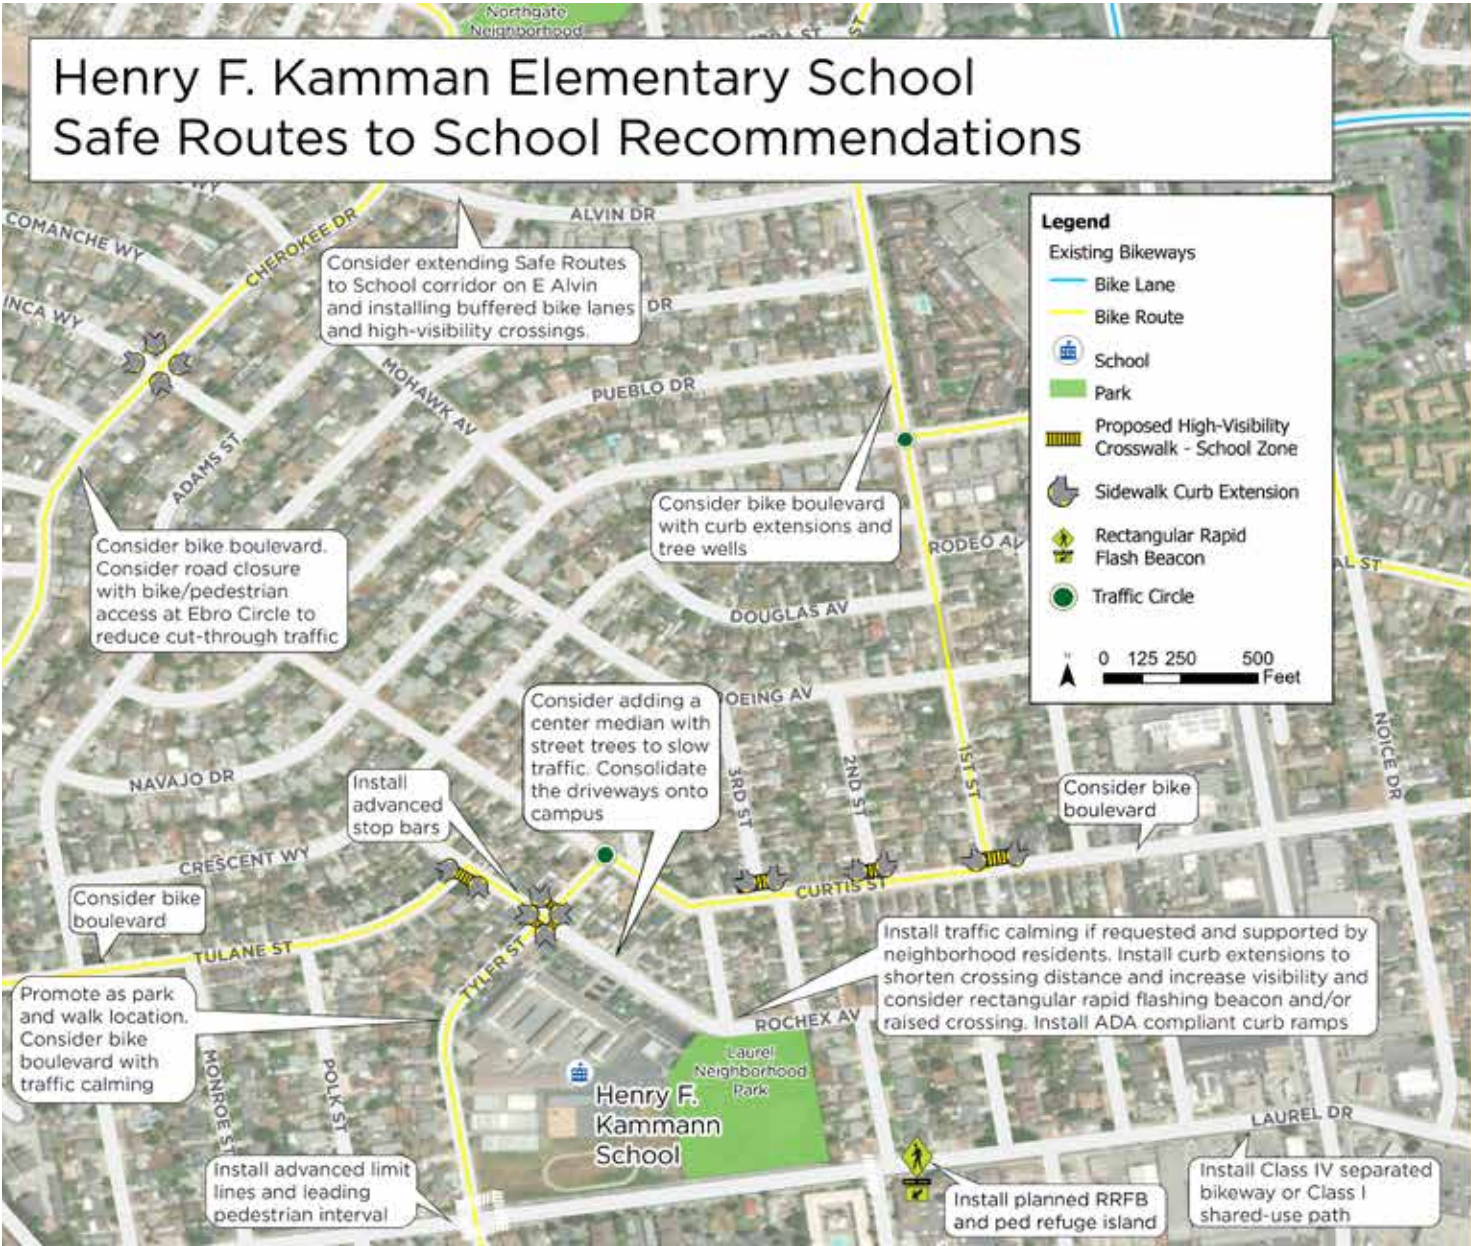 Northgate
Neighborhood
ST
Henry F. Kamman Elementary School
Safe Routes to School Recommendations
WY
COMANCHE WY
CHEROKEE DR
ALVIN DR
INCA WY
Consider extending Safe Routes
to School corridor on E Alvin
and installing buffered bike lanes
and high-visibility crossings.
DR
MOHAWK AV
PUEBLO DR
ADAMS ST
Legend
Existing Bikeways
Bike Lane
Bike Route
School
Park
Proposed High-Visibility
Crosswalk - School Zone
Sidewalk Curb Extension
Rectangular Rapid
Flash Beacon
Traffic Circle
N
0 125 250 500
Feet
Consider bike boulevard
with curb extensions and
tree wells
RODEO AV
AL ST
Consider bike boulevard.
Consider road closure
with bike/pedestrian
access at Ebro Circle to
reduce cut-through traffic
DOUGLAS AV
OEING AV
Consider adding a
center median with
street trees to slow
traffic. Consolidate
the driveways onto
campus
NAVAJO DR
Install
advanced
stop bars
3RD ST
2ND ST
1ST ST
NOICE DR
Consider bike
boulevard
CRESCENT WY
CURTIS ST
Consider bike
boulevard
TULANE ST
TYLER ST
Install traffic calming if requested and supported by
neighborhood residents. Install curb extensions to
shorten crossing distance and increase visibility and
consider rectangular rapid flashing beacon and/or
raised crossing. Install ADA compliant curb ramps
Promote as park
and walk location.
Consider bike
boulevard with
traffic calming
ROCHEX AV
MONROE ST
POLK ST
Laurel
Neighborhood
Park
Henry F.
Kammann
School
LAUREL DR
Install advanced limit
lines and leading
pedestrian interval
Install planned RRFB
and ped refuge island
Install Class IV separated
bikeway or Class I
shared-use path